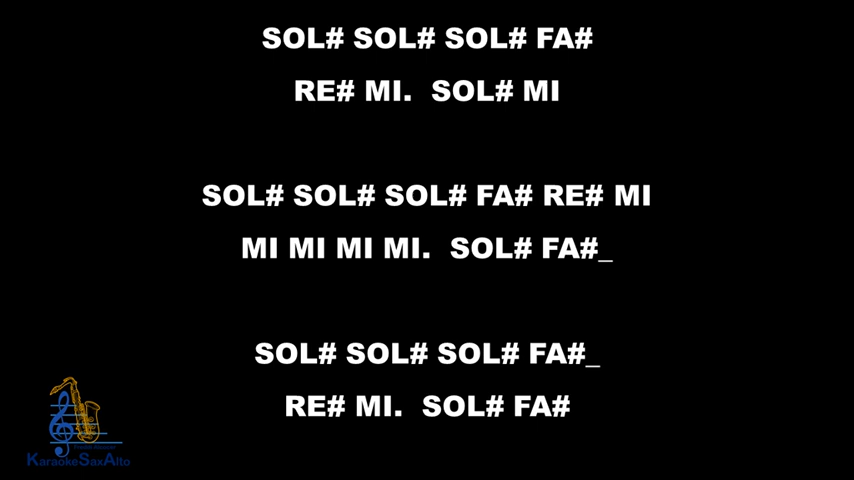 SOL# SOL# SOL# FA#
RE# MI. SOL# MI
SOL# SOL# SOL# FA# RE# MI
MI MI MI MI. SOL# FA#_
SOL# SOL# SOL# FA#_
RE# MI. SOL# FA#
KaraokeSaxAlto